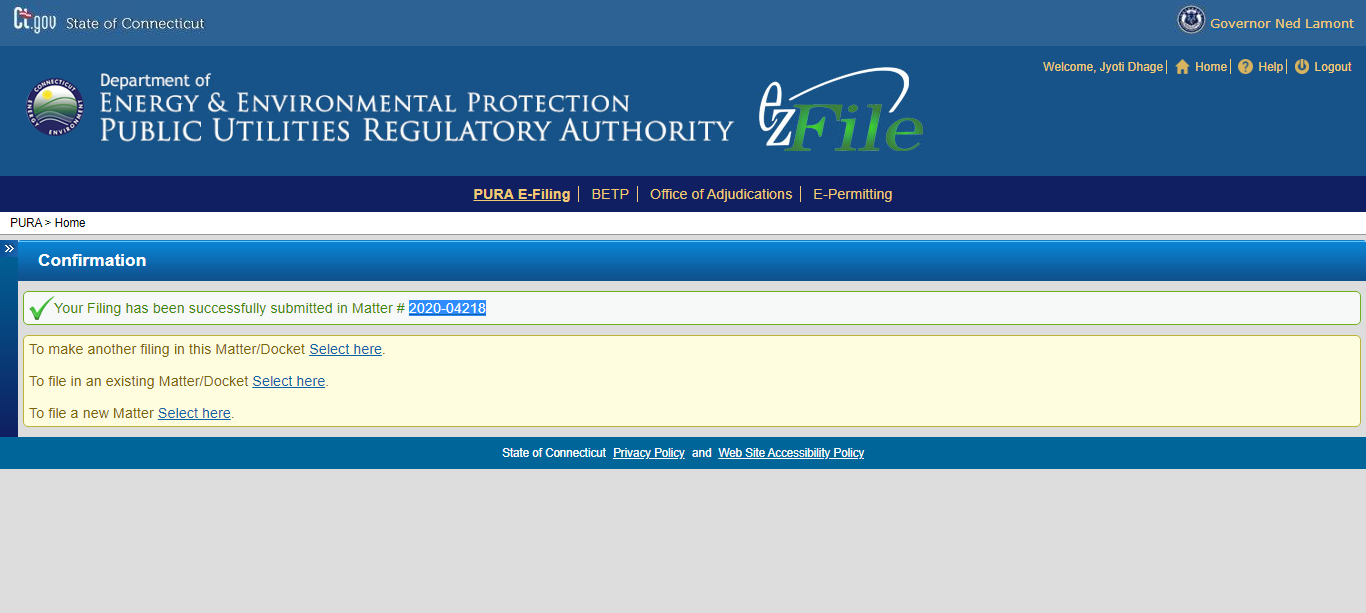 Ct.gov State of Connecticut
Governor Ned Lamont
Welcome, Jyoti Dhage | Home | Help | Logout
CONNECTICUT ENERGY ENVIRONMENT
Department of
ENERGY & ENVIRONMENTAL PROTECTION
PUBLIC UTILITIES REGULATORY AUTHORITY
ezFile
PURA E-Filing | BETP | Office of Adjudications | E-Permitting
PURA > Home
»
Confirmation
Your Filing has been successfully submitted in Matter # 2020-04218
To make another filing in this Matter/Docket Select here.
To file in an existing Matter/Docket Select here.
To file a new Matter Select here.
State of Connecticut Privacy Policy and Web Site Accessibility Policy